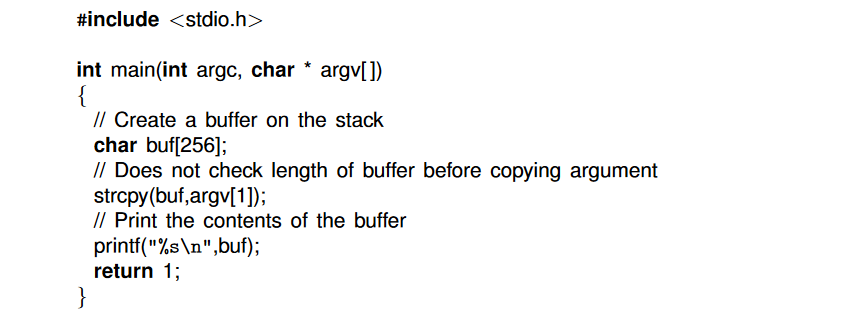 #include <stdio.h>
int main(int argc, char * argv[])
{
// Create a buffer on the stack
char buf[256];
// Does not check length of buffer before copying argument
strcpy(buf,argv[1]);
// Print the contents of the buffer
printf("%s\n",buf);
return 1;
}